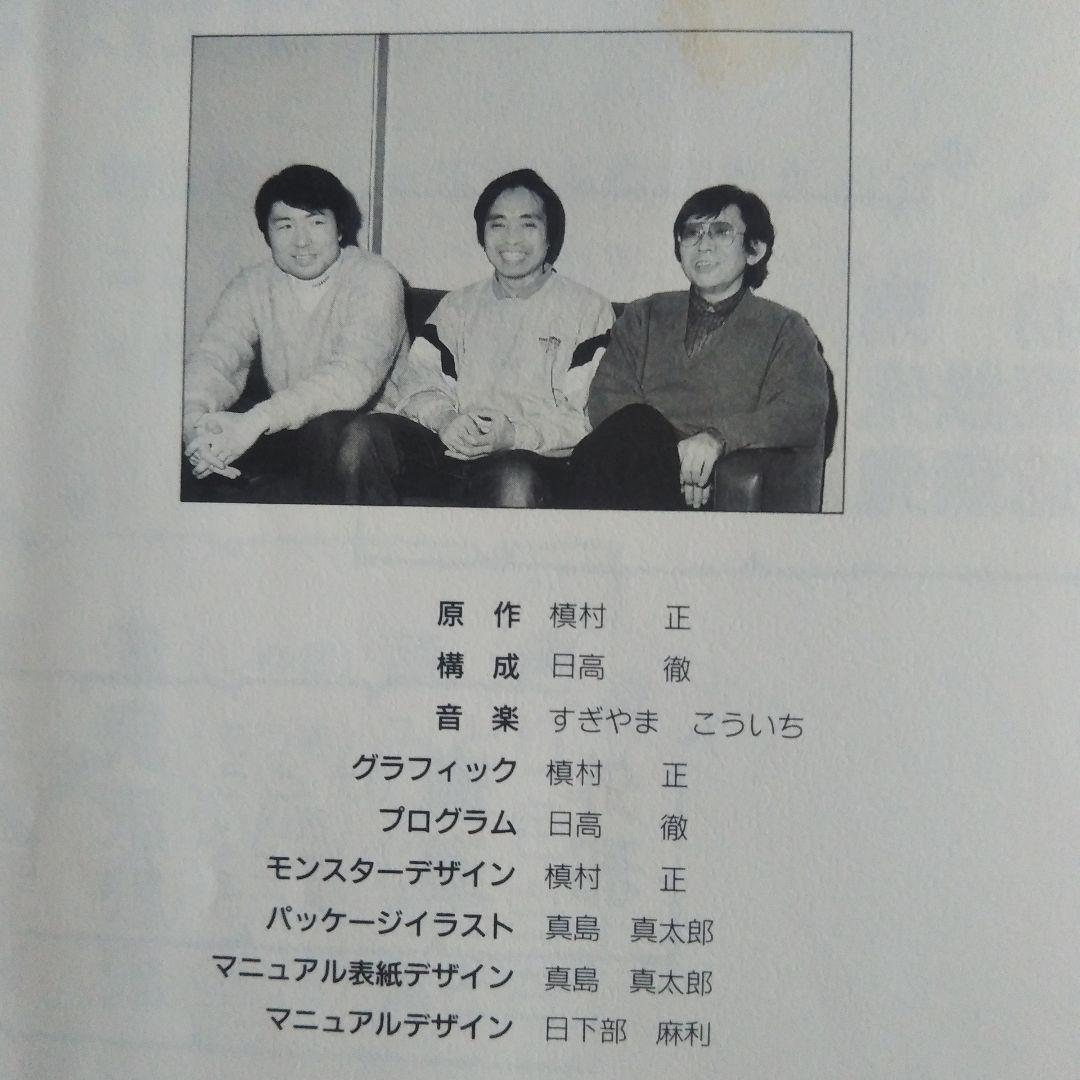 原 作 槙村 正
構 成 日高 徹
音 楽 すぎやま こういち
グラフィック 槙村 正
プログラム 日高 徹
モンスターデザイン 槙村 正
パッケージイラスト 真島 真太郎
マニュアル表紙デザイン 真島 真太郎
マニュアルデザイン 日下部 麻利